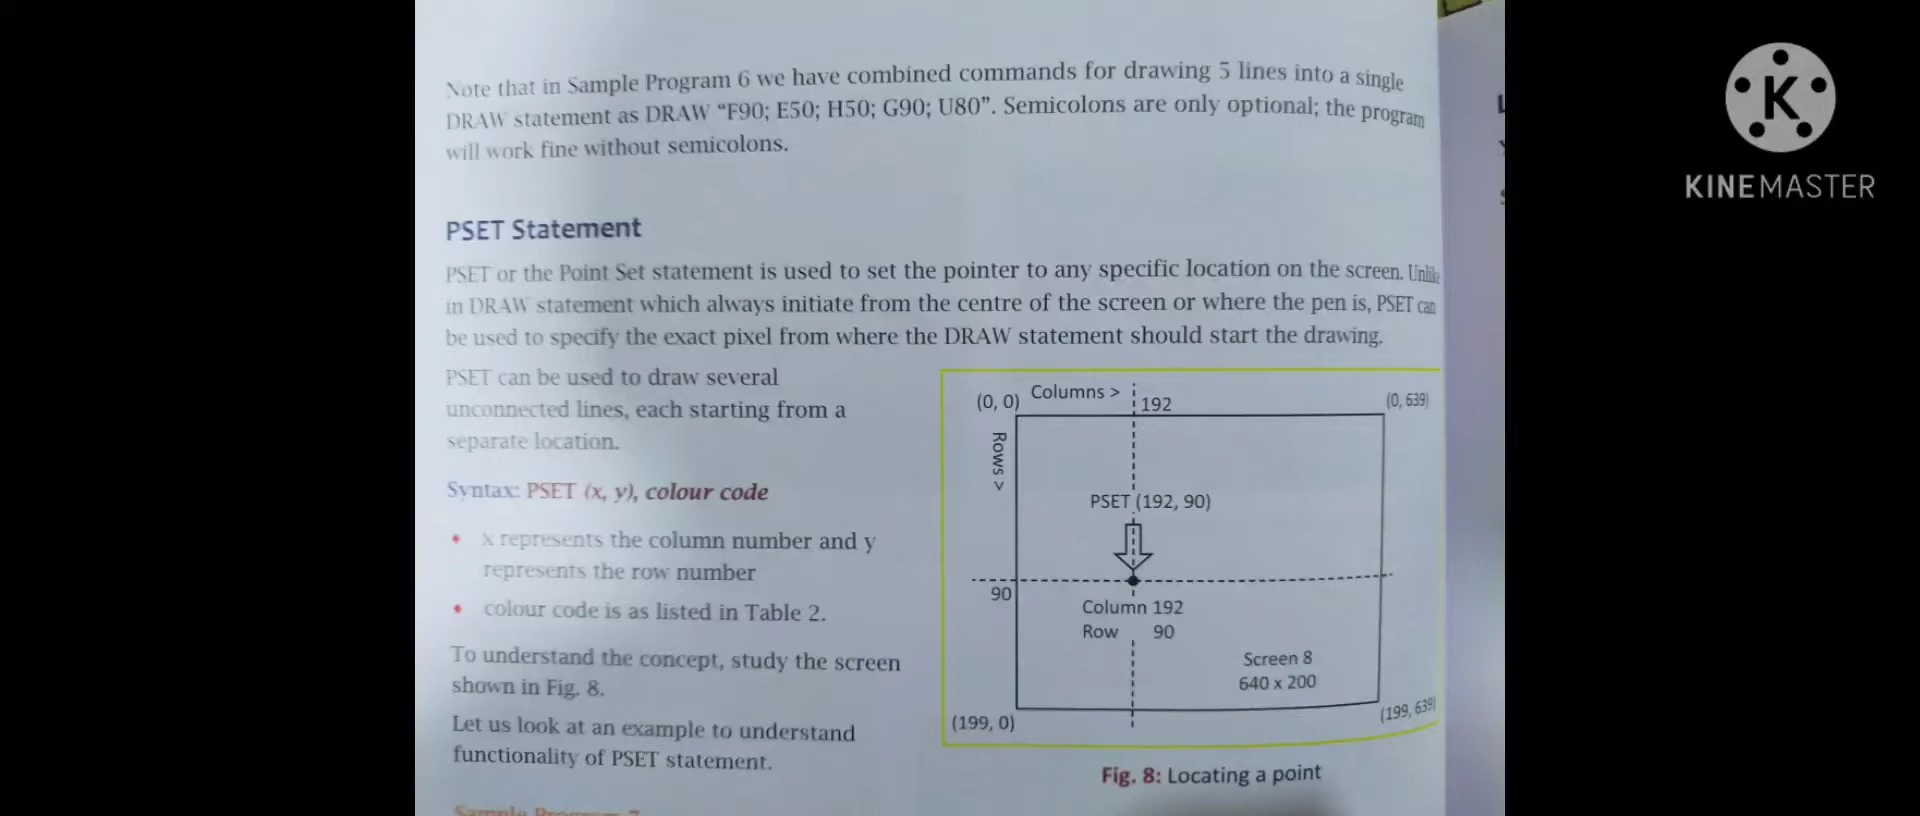 Note that in Sample Program 6 we have combined commands for drawing 5 lines into a single
DRAW statement as DRAW “F90; E50; H50; G90; U80”. Semicolons are only optional; the program
will work fine without semicolons.
PSET Statement
PSET or the Point Set statement is used to set the pointer to any specific location on the screen. Unlike
in DRAW statement which always initiate from the centre of the screen or where the pen is, PSET can
be used to specify the exact pixel from where the DRAW statement should start the drawing.
PSET can be used to draw several
unconnected lines, each starting from a
separate location.
Syntax: PSET (x, y), colour code
• x represents the column number and y
represents the row number
• colour code is as listed in Table 2.
To understand the concept, study the screen
shown in Fig. 8.
Let us look at an example to understand
functionality of PSET statement.
(0, 0) Columns > 192 (0, 639)
Rows >
PSET (192, 90)
90
Column 192
Row 90
Screen 8
640 x 200
(199, 0) (199, 639)
Fig. 8: Locating a point
Sample Program 7
K
KINEMASTER